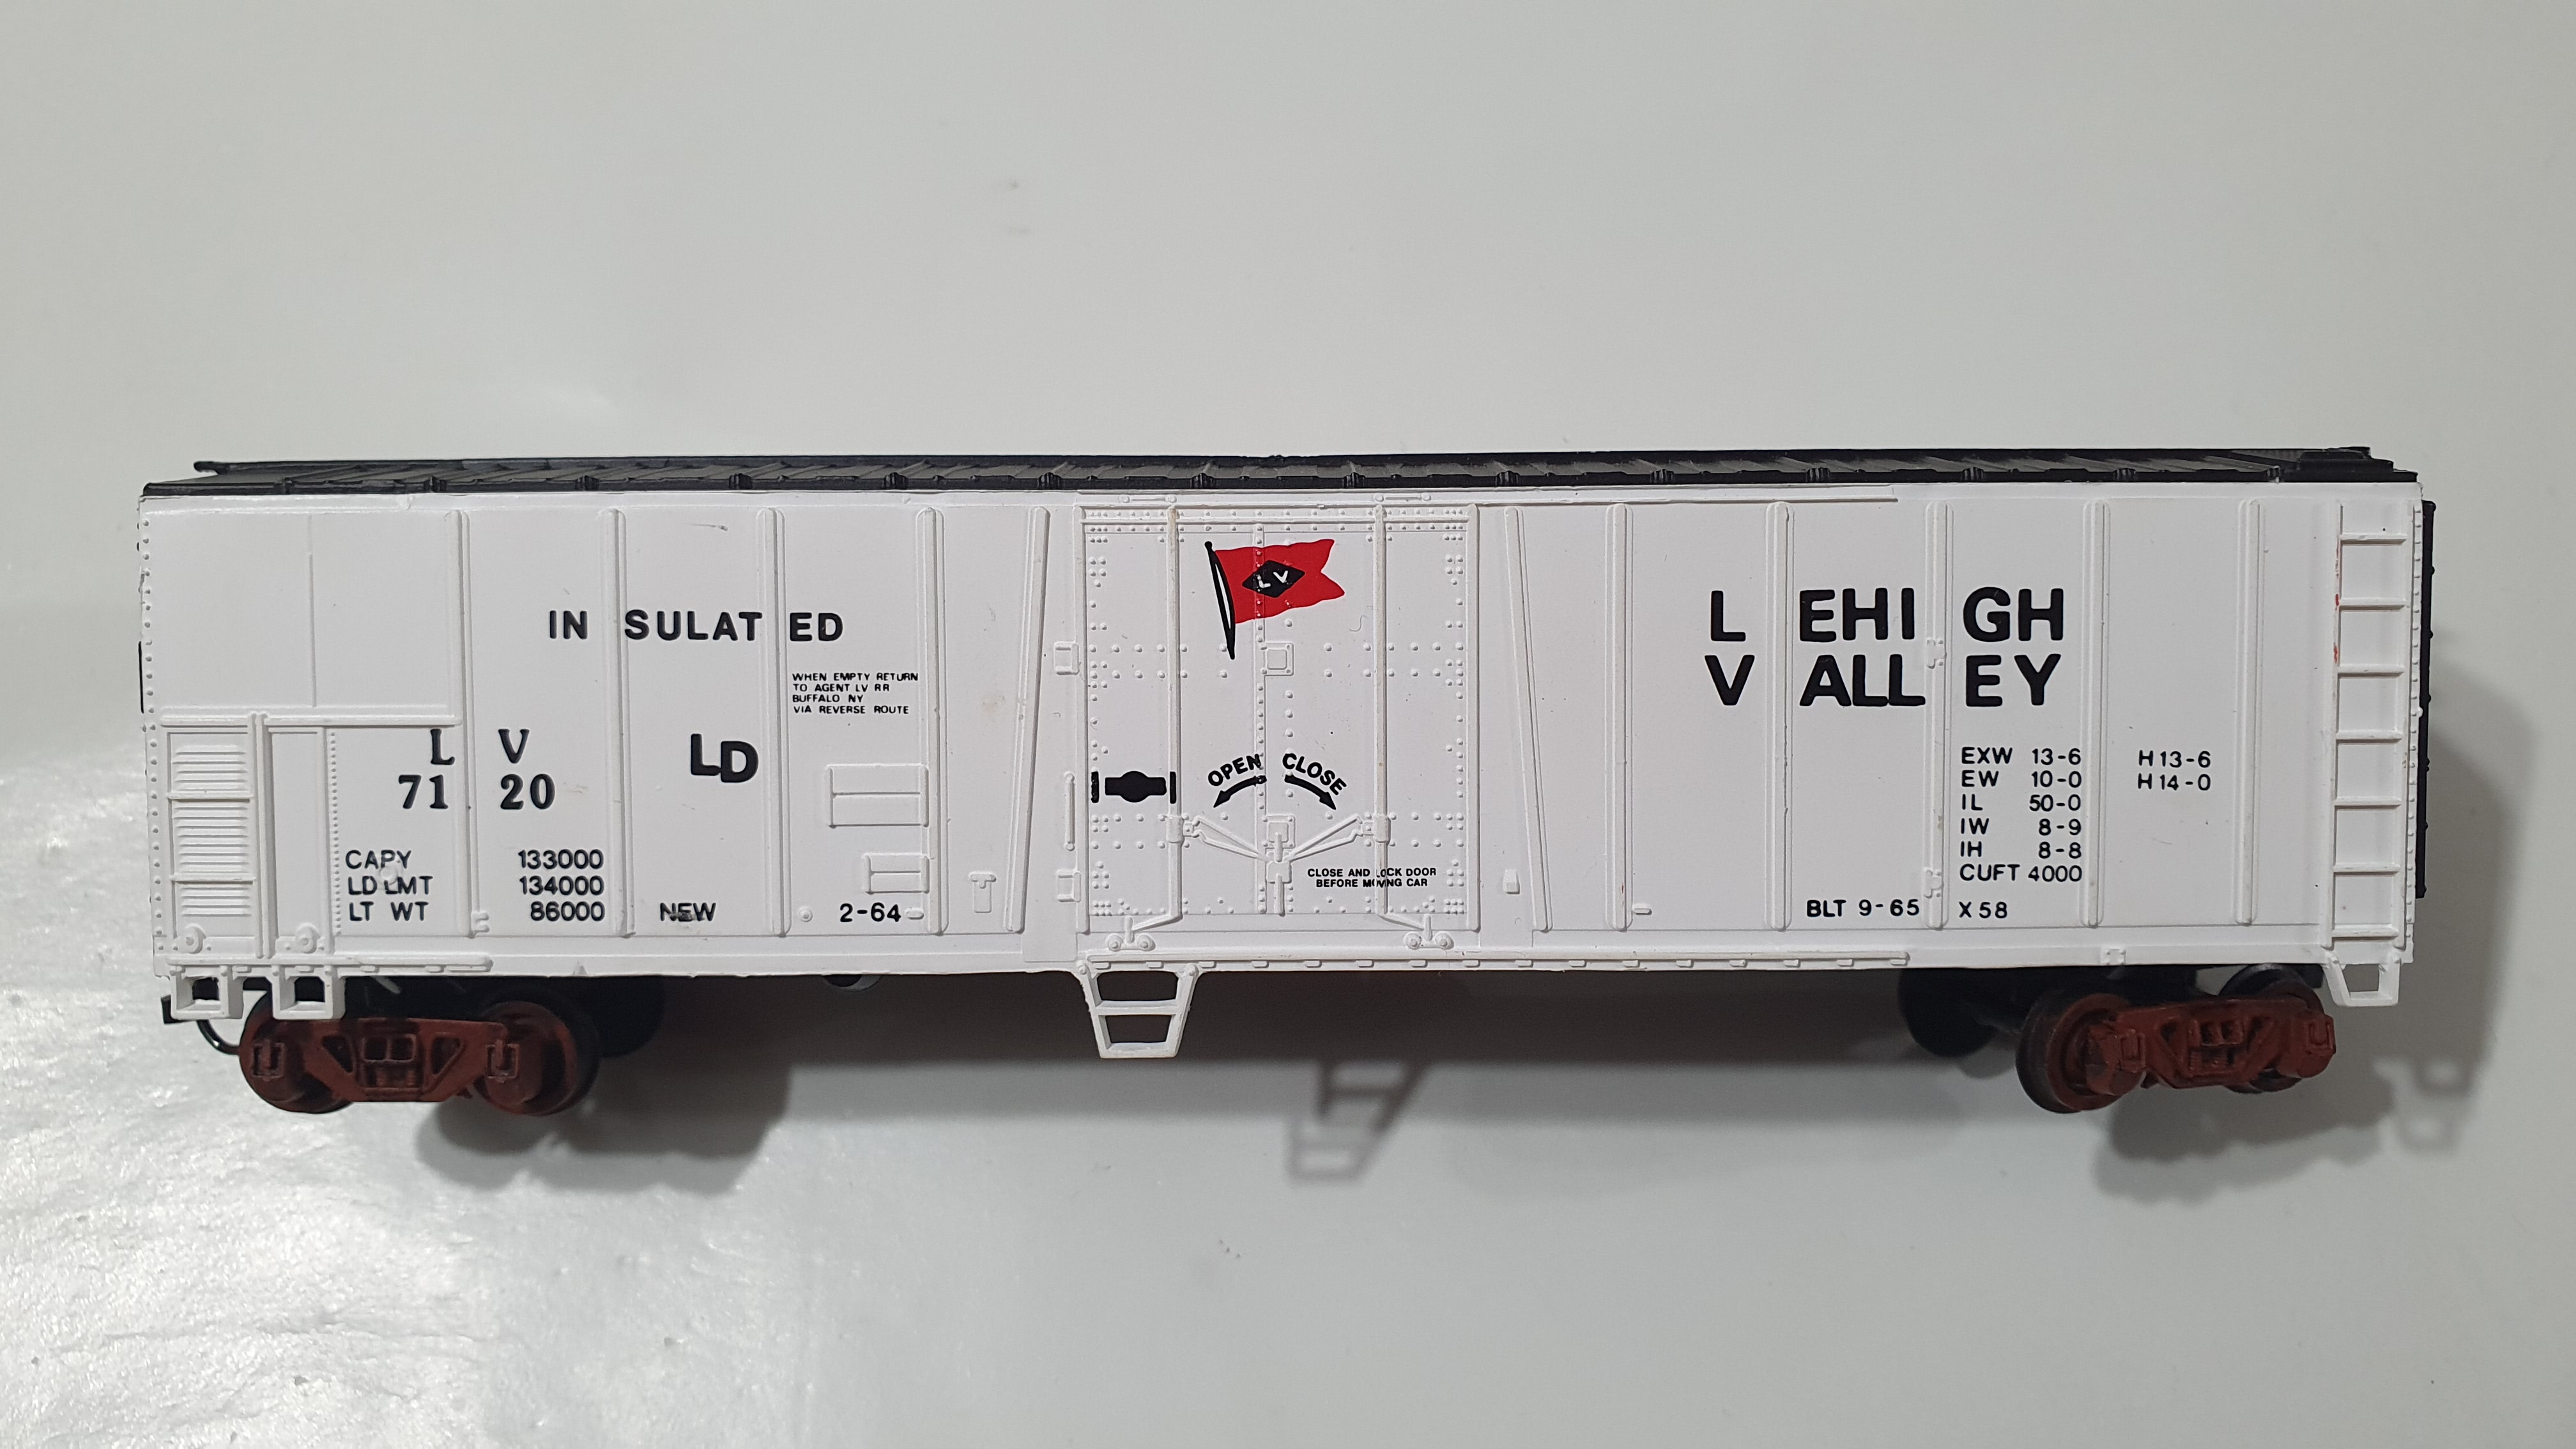 INSULATED
WHEN EMPTY RETURN
TO AGENT LV RR
BUFFALO NY
VIA REVERSE ROUTE
LV
7120
LD
CAPY 133000
LD LMT 134000
LT WT 86000 NEW 2-64
LV
OPEN CLOSE
CLOSE AND LOCK DOOR
BEFORE MOVING CAR
LEHIGH
VALLEY
EXW 13-6 H 13-6
EW 10-0 H 14-0
IL 50-0
IW 8-9
IH 8-8
CUFT 4000
BLT 9-65 X 58